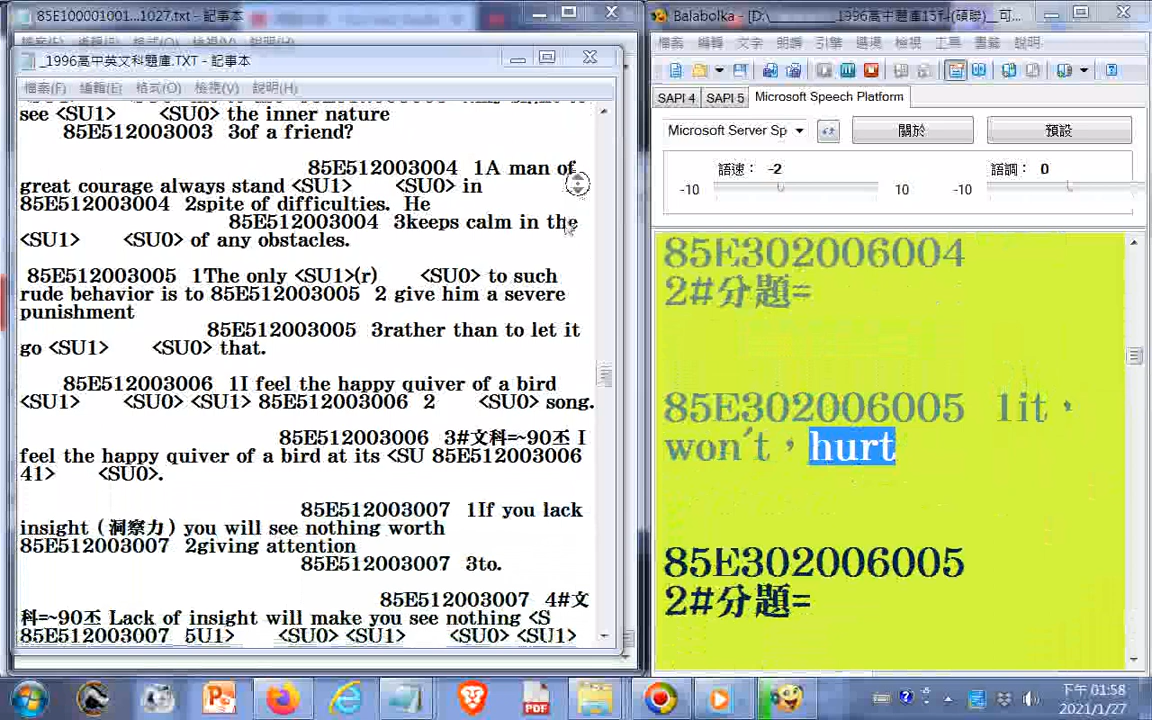 85E100001001...1027.txt - 記事本
_1996高中英文科題庫.TXT - 記事本
檔案(F) 編輯(E) 格式(O) 檢視(V) 說明(H)
see <SU1> <SU0> the inner nature
85E512003003 3of a friend?
85E512003004 1A man of
great courage always stand <SU1> <SU0> in
85E512003004 2spite of difficulties. He
85E512003004 3keeps calm in the
<SU1> <SU0> of any obstacles.
85E512003005 1The only <SU1>(r) <SU0> to such
rude behavior is to 85E512003005 2 give him a severe
punishment
85E512003005 3rather than to let it
go <SU1> <SU0> that.
85E512003006 1I feel the happy quiver of a bird
<SU1> <SU0> <SU1> 85E512003006 2 <SU0> song.
85E512003006 3#文科=~90丕 I
feel the happy quiver of a bird at its <SU 85E512003006
41> <SU0>.
85E512003007 1If you lack
insight（洞察力）you will see nothing worth
85E512003007 2giving attention
85E512003007 3to.
85E512003007 4#文
科=~90丕 Lack of insight will make you see nothing <S
85E512003007 5U1> <SU0> <SU1> <SU0> <SU1>
Balabolka - [D:\_______1996高中題庫15科(碩聯)__可...
檔案 編輯 文字 朗讀 引擎 選項 檢視 工具 書籤 說明
SAPI 4 SAPI 5 Microsoft Speech Platform
Microsoft Server Sp 關於 預設
語速： -2 語調： 0
-10 10 -10
85E302006004
2#分題=
85E302006005 1it，
won't，hurt
85E302006005
2#分題=
PDF
下午 01:58
2021/1/27